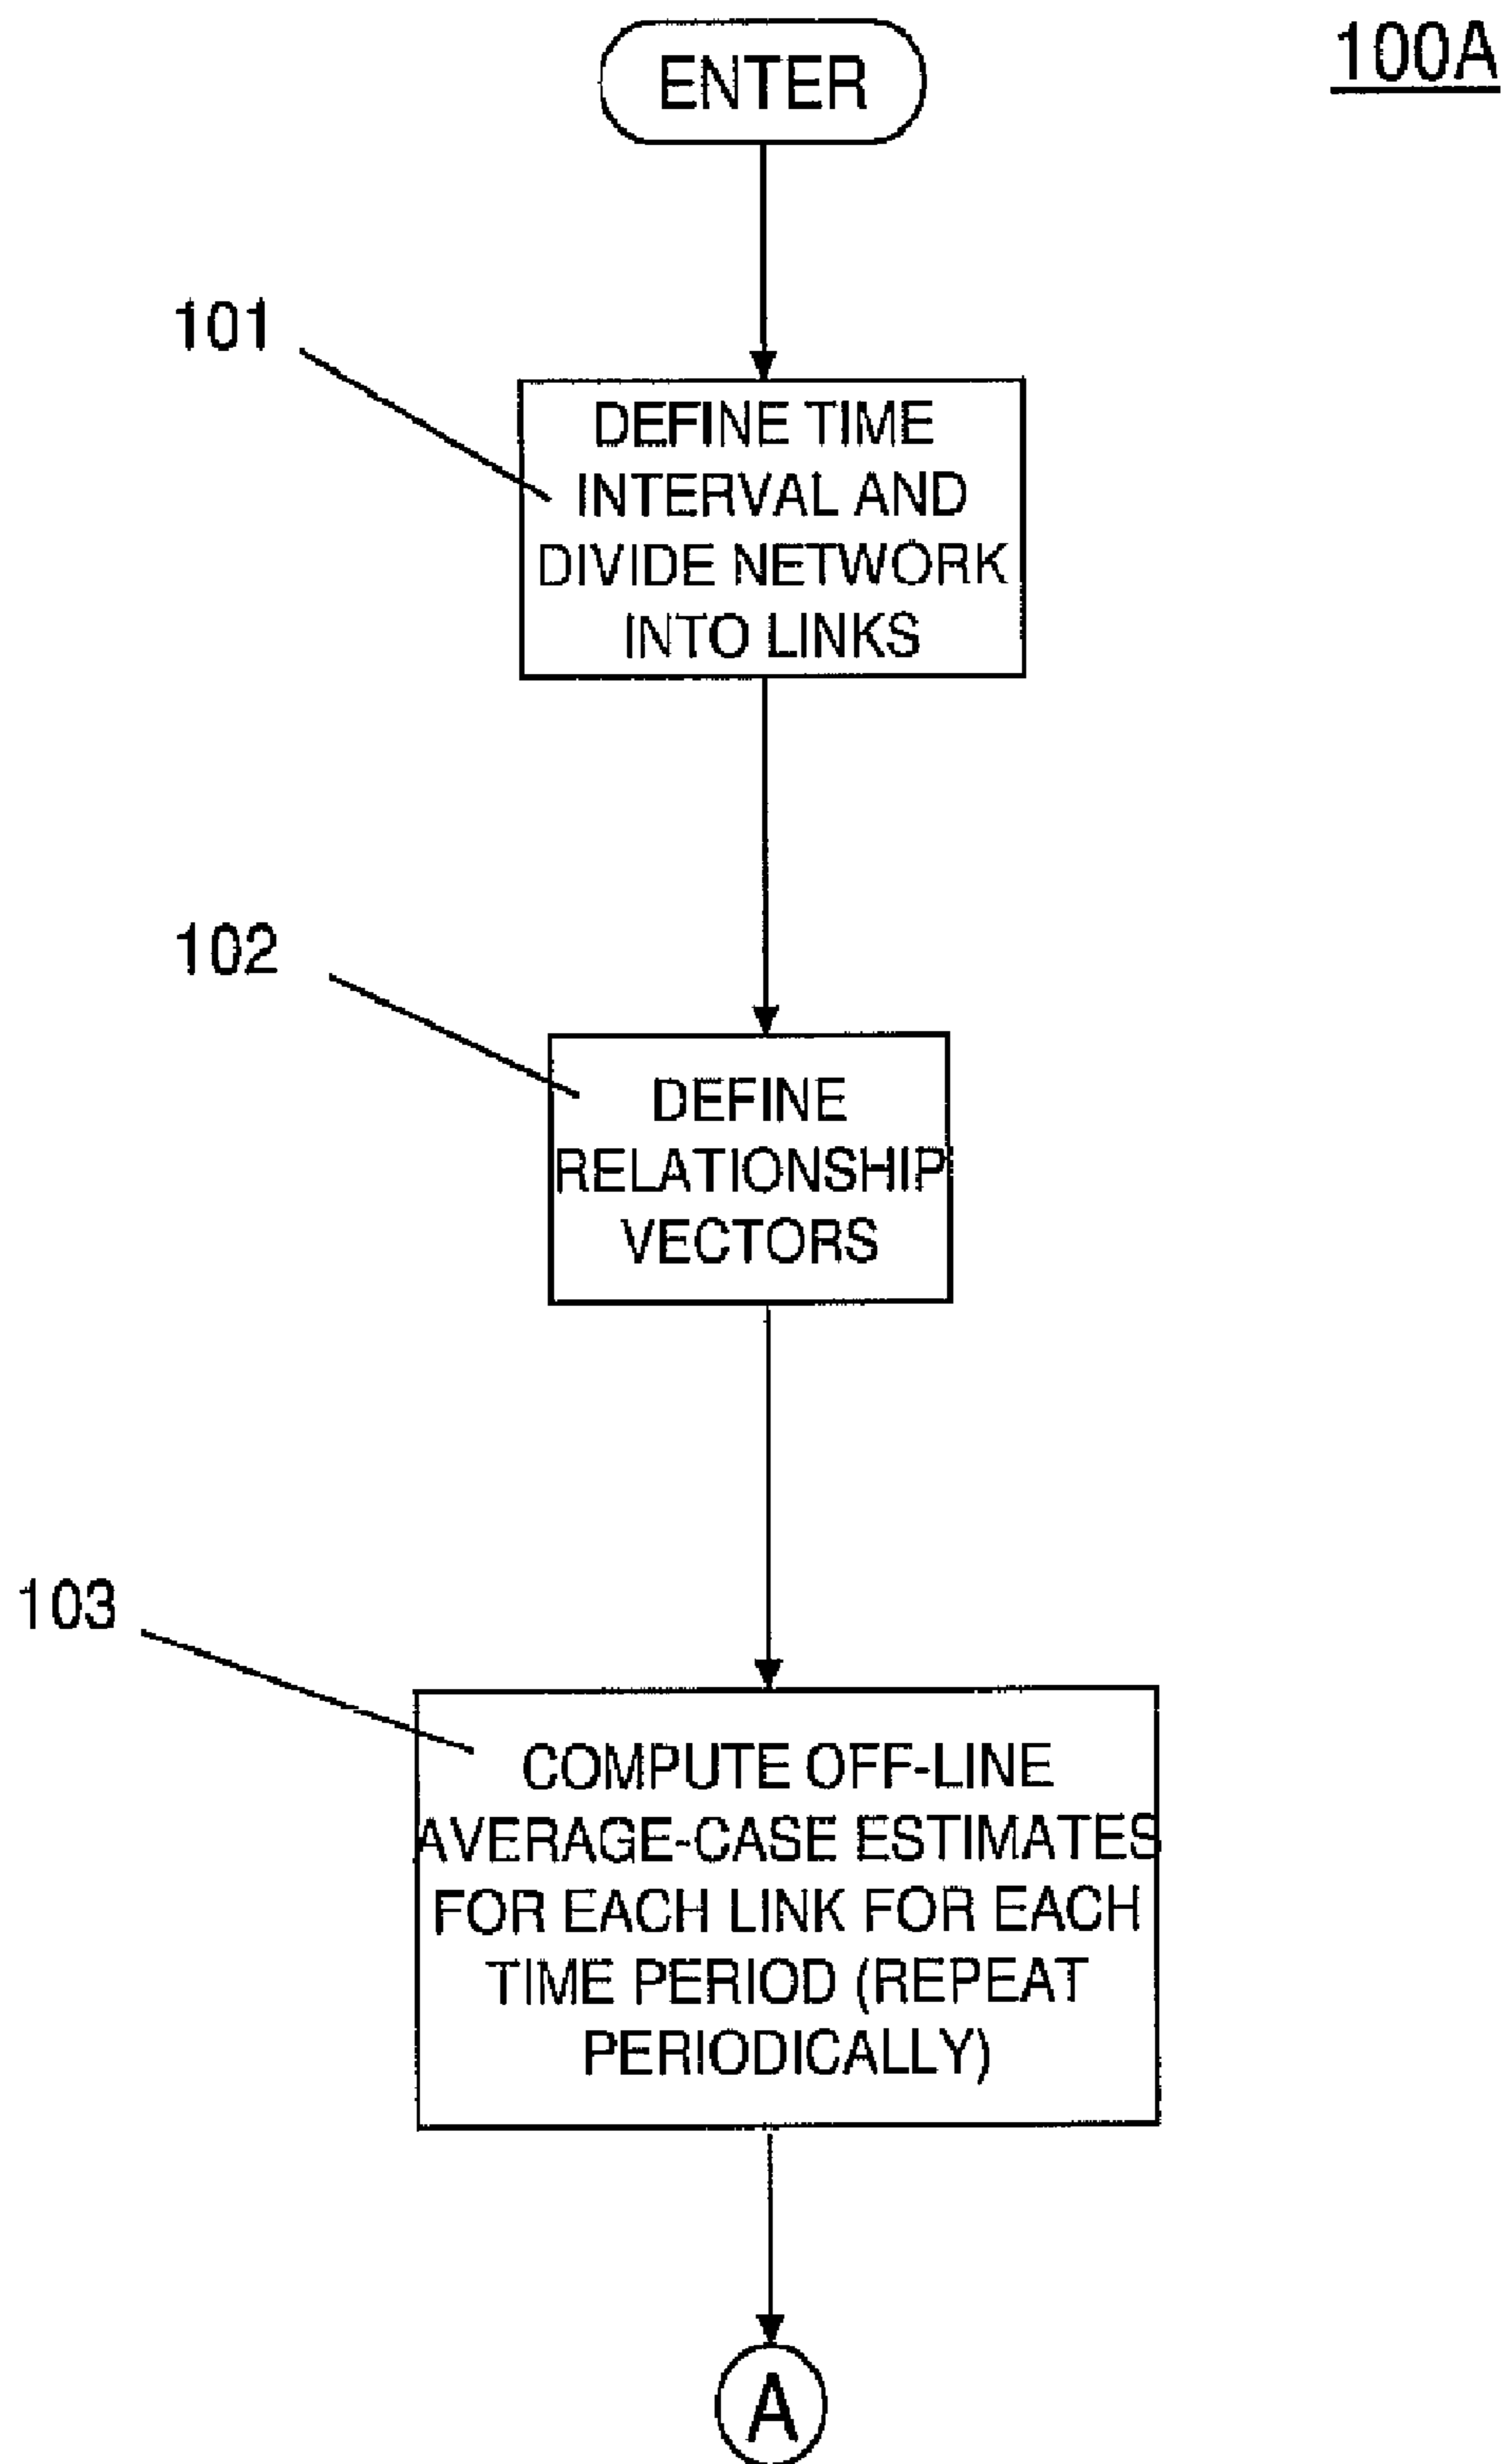 100A
ENTER
101
DEFINE TIME
INTERVAL AND
DIVIDE NETWORK
INTO LINKS
102
DEFINE
RELATIONSHIP
VECTORS
103
COMPUTE OFF-LINE
AVERAGE-CASE ESTIMATES
FOR EACH LINK FOR EACH
TIME PERIOD (REPEAT
PERIODICALLY)
A